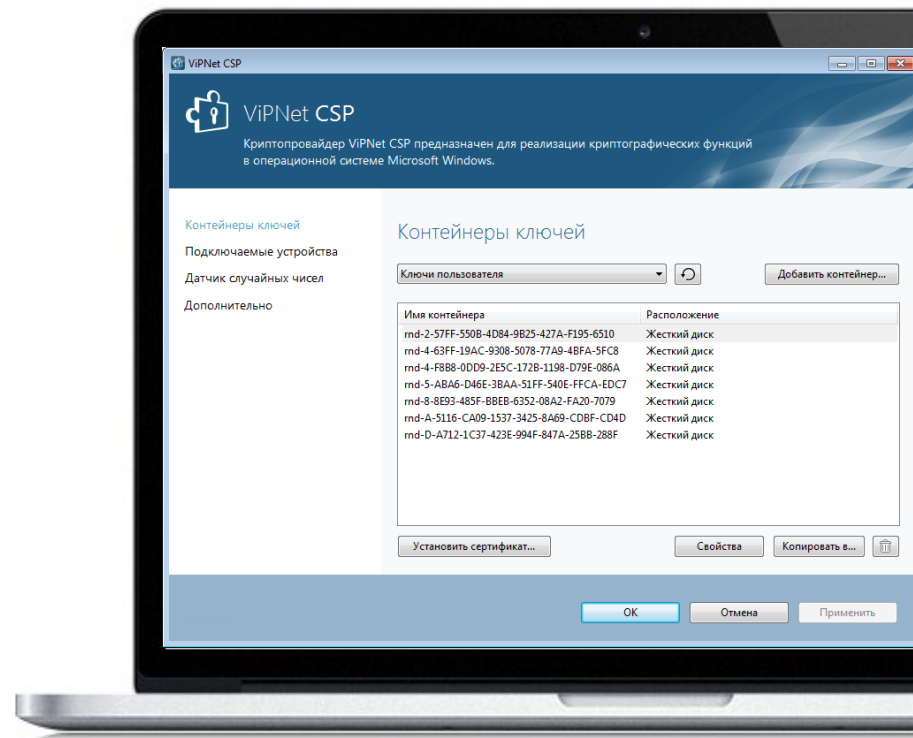 ViPNet CSP
ViPNet CSP
Криптопровайдер ViPNet CSP предназначен для реализации криптографических функций
в операционной системе Microsoft Windows.
Контейнеры ключей
Подключаемые устройства
Датчик случайных чисел
Дополнительно
Контейнеры ключей
Ключи пользователя
Добавить контейнер...
Имя контейнера Расположение
rnd-2-57FF-550B-4D84-9B25-427A-F195-6510 Жесткий диск
rnd-4-63FF-19AC-9308-5078-77A9-4BFA-5FC8 Жесткий диск
rnd-4-F8B8-0DD9-2E5C-172B-1198-D79E-086A Жесткий диск
rnd-5-ABA6-D46E-3BAA-51FF-540E-FFCA-EDC7 Жесткий диск
rnd-8-8E93-485F-BBEB-6352-08A2-FA20-7079 Жесткий диск
rnd-A-5116-CA09-1537-3425-8A69-CDBF-CD4D Жесткий диск
rnd-D-A712-1C37-423E-994F-847A-25BB-288F Жесткий диск
Установить сертификат...
Свойства
Копировать в...
OK
Отмена
Применить